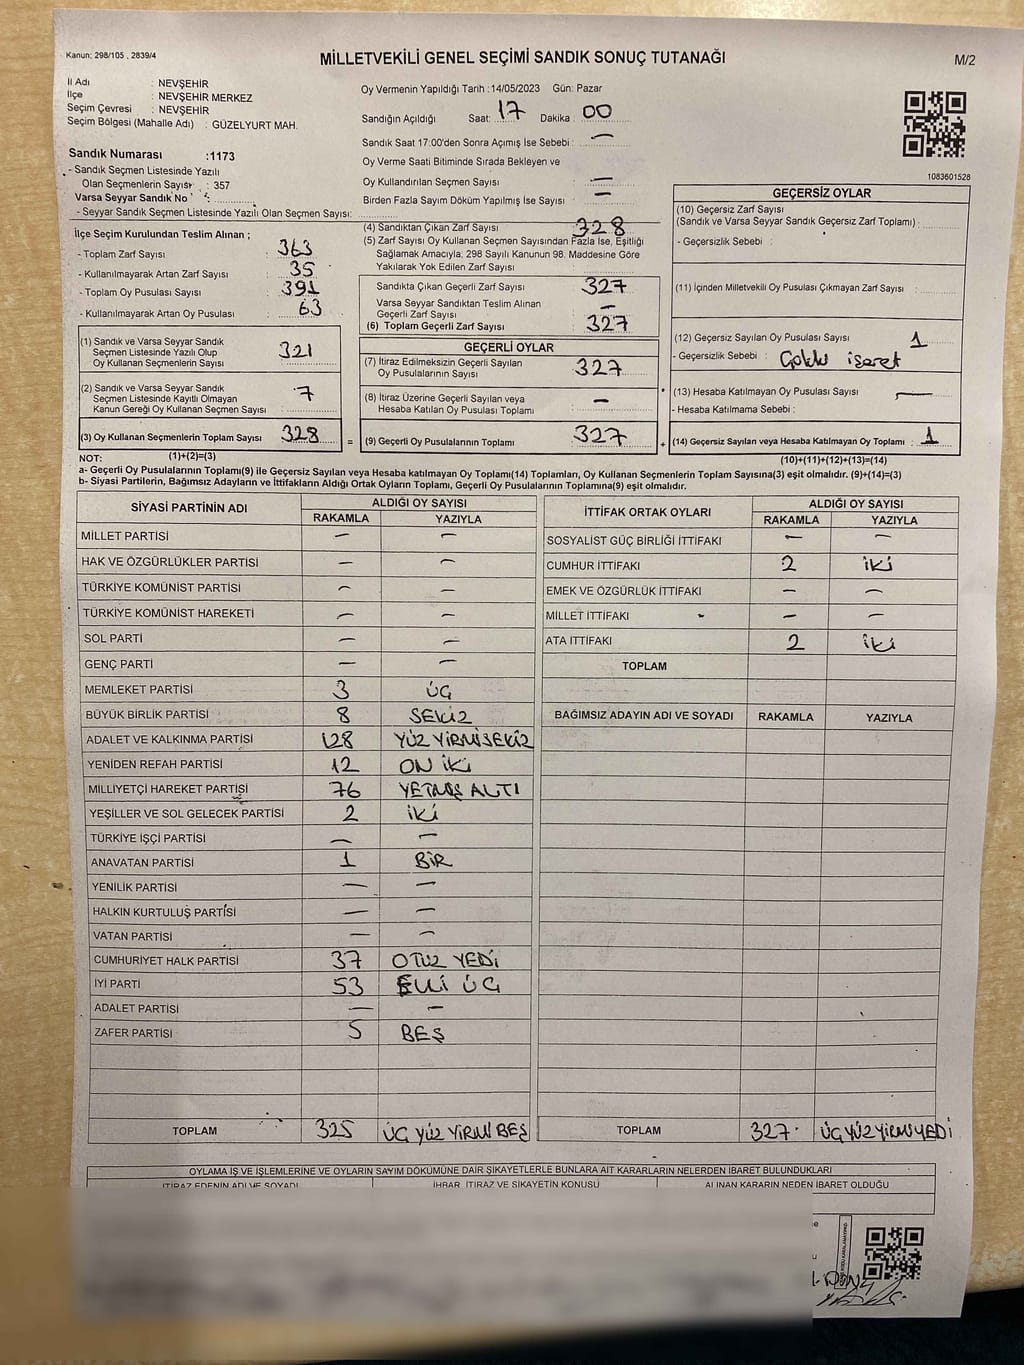 Kanun: 298/105 , 2839/4
MİLLETVEKİLİ GENEL SEÇİMİ SANDIK SONUÇ TUTANAĞI
M/2
İl Adı : NEVŞEHİR
İlçe : NEVŞEHİR MERKEZ
Seçim Çevresi : NEVŞEHİR
Seçim Bölgesi (Mahalle Adı) : GÜZELYURT MAH.
Sandık Numarası :1173
- Sandık Seçmen Listesinde Yazılı
Olan Seçmenlerin Sayısı : 357
Varsa Seyyar Sandık No :
- Seyyar Sandık Seçmen Listesinde Yazılı Olan Seçmen Sayısı:
Oy Vermenin Yapıldığı Tarih :14/05/2023 Gün: Pazar
Sandığın Açıldığı Saat: 17 Dakika : 00
Sandık Saat 17:00'den Sonra Açımış İse Sebebi : —
Oy Verme Saati Bitiminde Sırada Bekleyen ve
Oy Kullandırılan Seçmen Sayısı : —
Birden Fazla Sayım Döküm Yapılmış İse Sayısı : —
1083601528
İlçe Seçim Kurulundan Teslim Alınan ;
- Toplam Zarf Sayısı : 363
- Kullanılmayarak Artan Zarf Sayısı : 35
- Toplam Oy Pusulası Sayısı : 391
- Kullanılmayarak Artan Oy Pusulası : 63
(4) Sandıktan Çıkan Zarf Sayısı : 328
(5) Zarf Sayısı Oy Kullanan Seçmen Sayısından Fazla İse, Eşitliği
Sağlamak Amacıyla; 298 Sayılı Kanunun 98. Maddesine Göre
Yakılarak Yok Edilen Zarf Sayısı :
Sandıkta Çıkan Geçerli Zarf Sayısı : 327
Varsa Seyyar Sandıktan Teslim Alınan
Geçerli Zarf Sayısı : —
(6) Toplam Geçerli Zarf Sayısı : 327
GEÇERSİZ OYLAR
(10) Geçersiz Zarf Sayısı
(Sandık ve Varsa Seyyar Sandık Geçersiz Zarf Toplamı) :
- Geçersizlik Sebebi :
(11) İçinden Milletvekili Oy Pusulası Çıkmayan Zarf Sayısı :
(12) Geçersiz Sayılan Oy Pusulası Sayısı : 1
- Geçersizlik Sebebi : Çoklu işaret
(13) Hesaba Katılmayan Oy Pusulası Sayısı : —
- Hesaba Katılmama Sebebi :
(14) Geçersiz Sayılan veya Hesaba Katılmayan Oy Toplamı : 1
(10)+(11)+(12)+(13)=(14)
(1) Sandık ve Varsa Seyyar Sandık
Seçmen Listesinde Yazılı Olup
Oy Kullanan Seçmenlerin Sayısı : 321
(2) Sandık ve Varsa Seyyar Sandık
Seçmen Listesinde Kayıtlı Olmayan
Kanun Gereği Oy Kullanan Seçmen Sayısı : 7
(3) Oy Kullanan Seçmenlerin Toplam Sayısı : 328 =
GEÇERLİ OYLAR
(7) İtiraz Edilmeksizin Geçerli Sayılan
Oy Pusulalarının Sayısı : 327
(8) İtiraz Üzerine Geçerli Sayılan veya
Hesaba Katılan Oy Pusulası Toplamı : —
(9) Geçerli Oy Pusulalarının Toplamı : 327 +
NOT: (1)+(2)=(3)
a- Geçerli Oy Pusulalarının Toplamı(9) ile Geçersiz Sayılan veya Hesaba katılmayan Oy Toplamı(14) Toplamları, Oy Kullanan Seçmenlerin Toplam Sayısına(3) eşit olmalıdır. (9)+(14)=(3)
b- Siyasi Partilerin, Bağımsız Adayların ve İttifakların Aldığı Ortak Oyların Toplamı, Geçerli Oy Pusulalarının Toplamına(9) eşit olmalıdır.
SİYASİ PARTİNİN ADI ALDIĞI OY SAYISI
RAKAMLA YAZIYLA
MİLLET PARTİSİ — —
HAK VE ÖZGÜRLÜKLER PARTİSİ — —
TÜRKİYE KOMÜNİST PARTİSİ — —
TÜRKİYE KOMÜNİST HAREKETİ — —
SOL PARTİ — —
GENÇ PARTİ — —
MEMLEKET PARTİSİ 3 ÜÇ
BÜYÜK BİRLİK PARTİSİ 8 SEKİZ
ADALET VE KALKINMA PARTİSİ 128 YÜZ YİRMİSEKİZ
YENİDEN REFAH PARTİSİ 12 ON İKİ
MİLLİYETÇİ HAREKET PARTİSİ 76 YETMİŞ ALTI
YEŞİLLER VE SOL GELECEK PARTİSİ 2 İKİ
TÜRKİYE İŞÇİ PARTİSİ — —
ANAVATAN PARTİSİ 1 BİR
YENİLİK PARTİSİ — —
HALKIN KURTULUŞ PARTİSİ — —
VATAN PARTİSİ — —
CUMHURİYET HALK PARTİSİ 37 OTUZ YEDİ
İYİ PARTİ 53 ELLİ ÜÇ
ADALET PARTİSİ — —
ZAFER PARTİSİ 5 BEŞ
TOPLAM 325 ÜÇ YÜZ YİRMİ BEŞ
İTTİFAK ORTAK OYLARI ALDIĞI OY SAYISI
RAKAMLA YAZIYLA
SOSYALİST GÜÇ BİRLİĞİ İTTİFAKI — —
CUMHUR İTTİFAKI 2 İKİ
EMEK VE ÖZGÜRLÜK İTTİFAKI — —
MİLLET İTTİFAKI — —
ATA İTTİFAKI 2 İKİ
TOPLAM
BAĞIMSIZ ADAYIN ADI VE SOYADI RAKAMLA YAZIYLA
TOPLAM 327 ÜÇ YÜZ YİRMİ YEDİ
OYLAMA İŞ VE İŞLEMLERİNE VE OYLARIN SAYIM DÖKÜMÜNE DAİR ŞİKAYETLERLE BUNLARA AİT KARARLARIN NELERDEN İBARET BULUNDUKLARI
İTİRAZ EDENİN ADI VE SOYADI İHBAR, İTİRAZ VE ŞİKAYETİN KONUSU ALINAN KARARIN NEDEN İBARET OLDUĞU